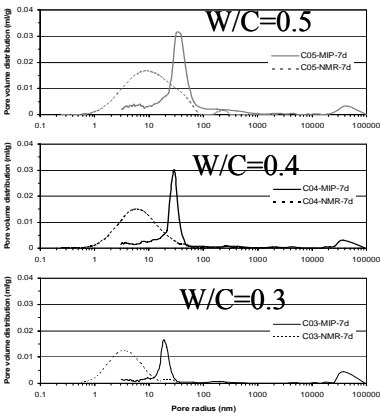 Pore volume distribution (ml/g)
0.04
0.03
0.02
0.01
0
W/C=0.5
C05-MIP-7d
C05-NMR-7d
0.1 1 10 100 1000 10000 100000
Pore volume distribution (ml/g)
0.04
0.03
0.02
0.01
0
W/C=0.4
C04-MIP-7d
C04-NMR-7d
0.1 1 10 100 1000 10000 100000
Pore volume distribution (ml/g)
0.04
0.03
0.02
0.01
0
W/C=0.3
C03-MIP-7d
C03-NMR-7d
0.1 1 10 100 1000 10000 100000
Pore radius (nm)